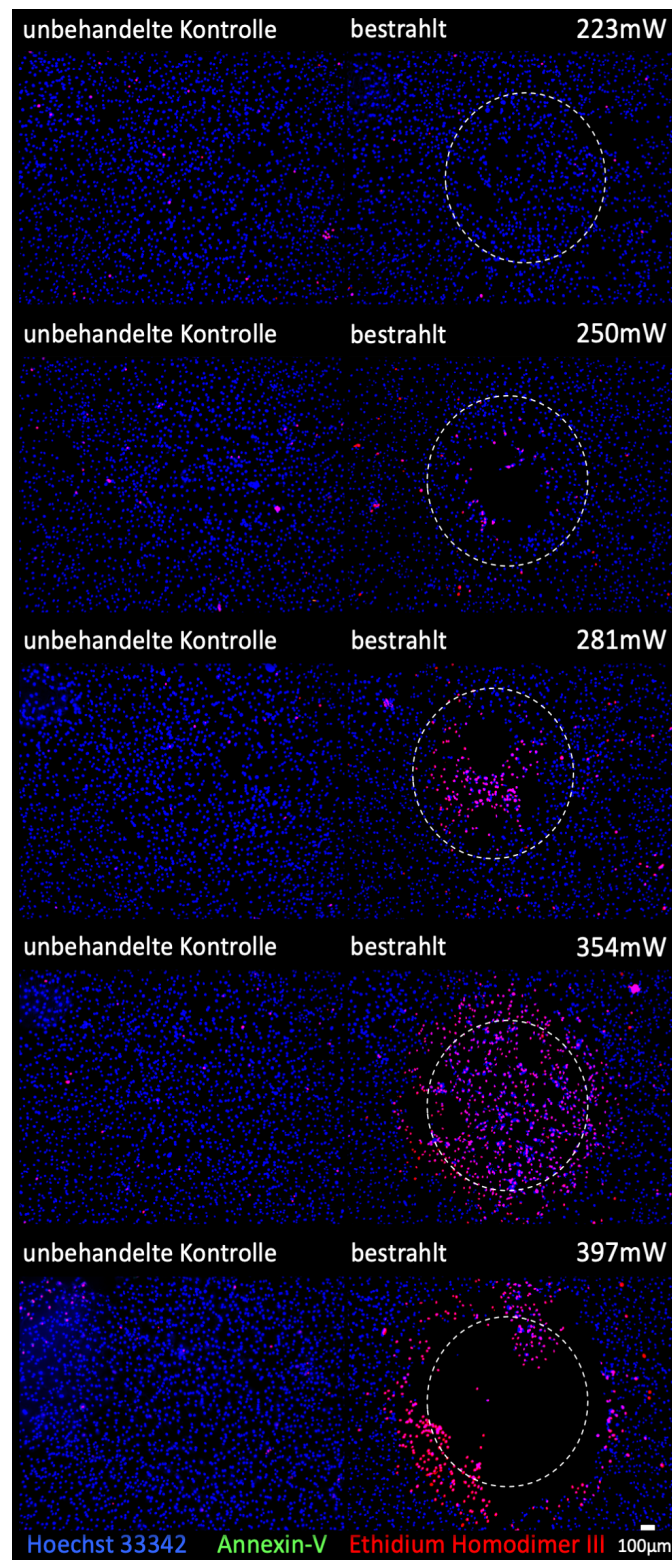 unbehandelte Kontrolle bestrahlt 223mW
unbehandelte Kontrolle bestrahlt 250mW
unbehandelte Kontrolle bestrahlt 281mW
unbehandelte Kontrolle bestrahlt 354mW
unbehandelte Kontrolle bestrahlt 397mW
Hoechst 33342 Annexin-V Ethidium Homodimer III 100µm